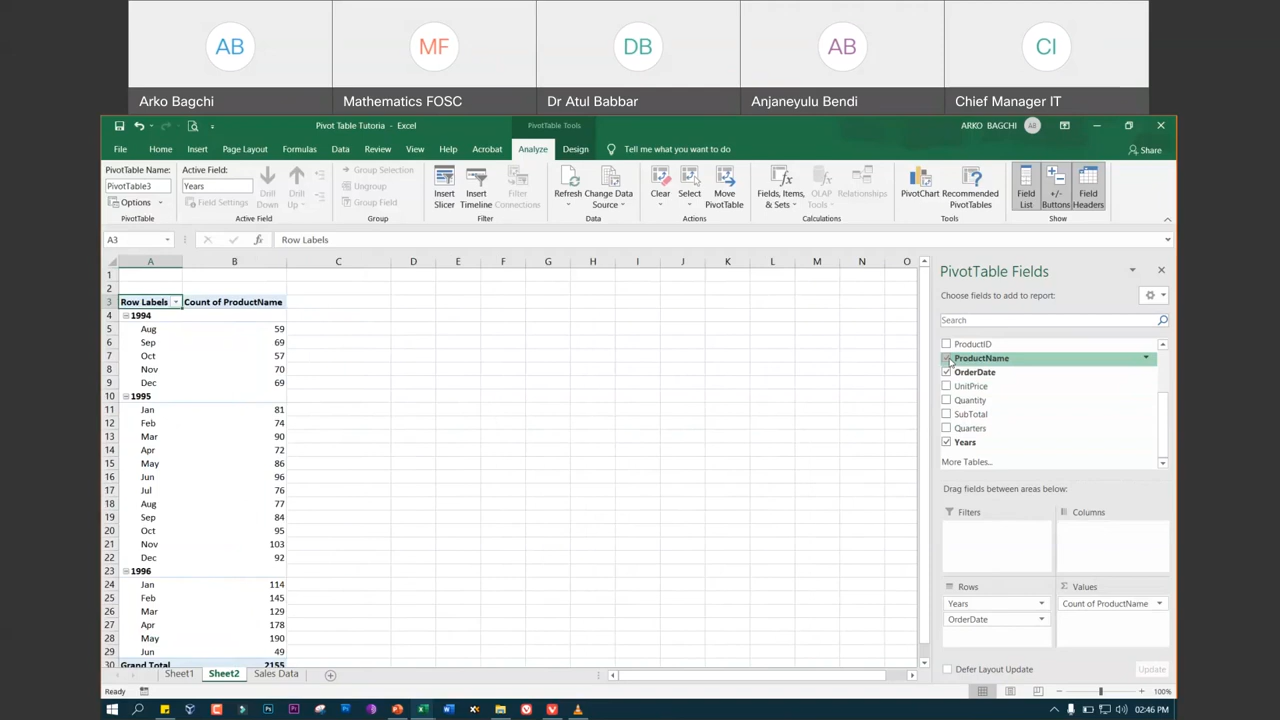 AB MF DB AB CI
Arko Bagchi Mathematics FOSC Dr Atul Babbar Anjaneyulu Bendi Chief Manager IT
Pivot Table Tutoria - Excel PivotTable Tools ARKO BAGCHI AB
File Home Insert Page Layout Formulas Data Review View Help Acrobat Analyze Design Tell me what you want to do Share
PivotTable Name: Active Field: Group Selection
PivotTable3 Years Ungroup
Options Field Settings Group Field
Drill Down Drill Up Insert Slicer Insert Timeline Filter Connections Refresh Change Data Source Clear Select Move PivotTable Fields, Items, & Sets OLAP Tools Relationships PivotChart Recommended PivotTables Field List +/- Buttons Field Headers
PivotTable Active Field Group Filter Data Actions Calculations Tools Show
A3 fx Row Labels
A B C D E F G H I J K L M N O
1
2
3 Row Labels Count of ProductName
4 1994
5 Aug 59
6 Sep 69
7 Oct 57
8 Nov 70
9 Dec 69
10 1995
11 Jan 81
12 Feb 74
13 Mar 90
14 Apr 72
15 May 86
16 Jun 96
17 Jul 76
18 Aug 77
19 Sep 84
20 Oct 95
21 Nov 103
22 Dec 92
23 1996
24 Jan 114
25 Feb 145
26 Mar 129
27 Apr 178
28 May 190
29 Jun 49
30 Grand Total 2155
PivotTable Fields
Choose fields to add to report:
Search
ProductID
ProductName
OrderDate
UnitPrice
Quantity
SubTotal
Quarters
Years
More Tables...
Drag fields between areas below:
Filters Columns
Rows Σ Values
Years Count of ProductName
OrderDate
Defer Layout Update Update
Sheet1 Sheet2 Sales Data
Ready 100%
02:46 PM